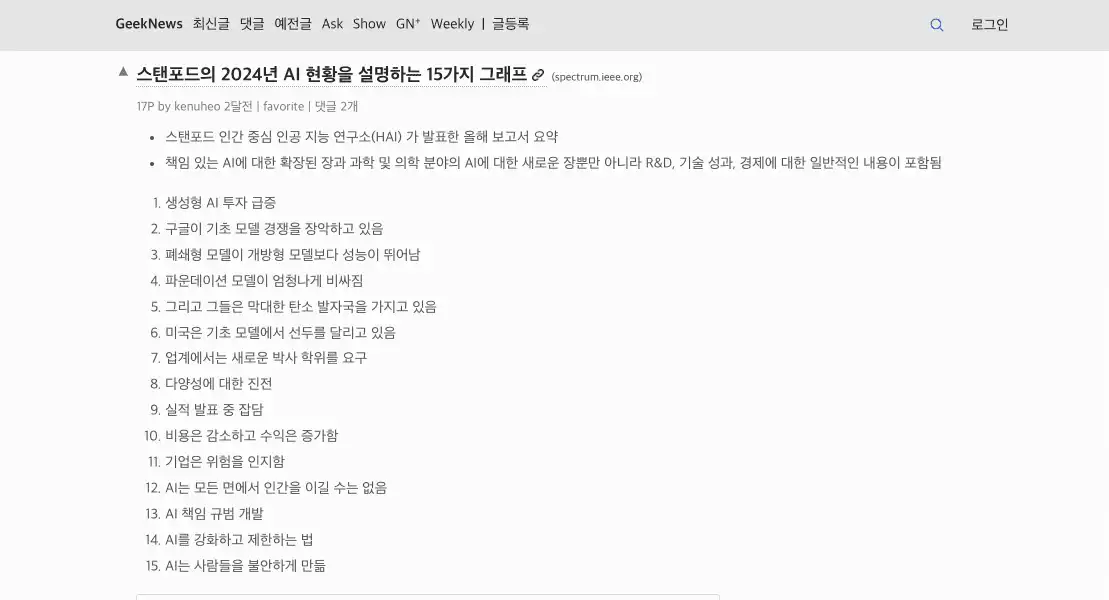 GeekNews 최신글 댓글 예전글 Ask Show GN⁺ Weekly | 글등록 로그인
▲ 스탠포드의 2024년 AI 현황을 설명하는 15가지 그래프 (spectrum.ieee.org)
17P by kenuheo 2달전 | favorite | 댓글 2개
• 스탠포드 인간 중심 인공 지능 연구소(HAI) 가 발표한 올해 보고서 요약
• 책임 있는 AI에 대한 확장된 장과 과학 및 의학 분야의 AI에 대한 새로운 장뿐만 아니라 R&D, 기술 성과, 경제에 대한 일반적인 내용이 포함됨
1. 생성형 AI 투자 급증
2. 구글이 기초 모델 경쟁을 장악하고 있음
3. 폐쇄형 모델이 개방형 모델보다 성능이 뛰어남
4. 파운데이션 모델이 엄청나게 비싸짐
5. 그리고 그들은 막대한 탄소 발자국을 가지고 있음
6. 미국은 기초 모델에서 선두를 달리고 있음
7. 업계에서는 새로운 박사 학위를 요구
8. 다양성에 대한 진전
9. 실적 발표 중 잡담
10. 비용은 감소하고 수익은 증가함
11. 기업은 위험을 인지함
12. AI는 모든 면에서 인간을 이길 수는 없음
13. AI 책임 규범 개발
14. AI를 강화하고 제한하는 법
15. AI는 사람들을 불안하게 만듦